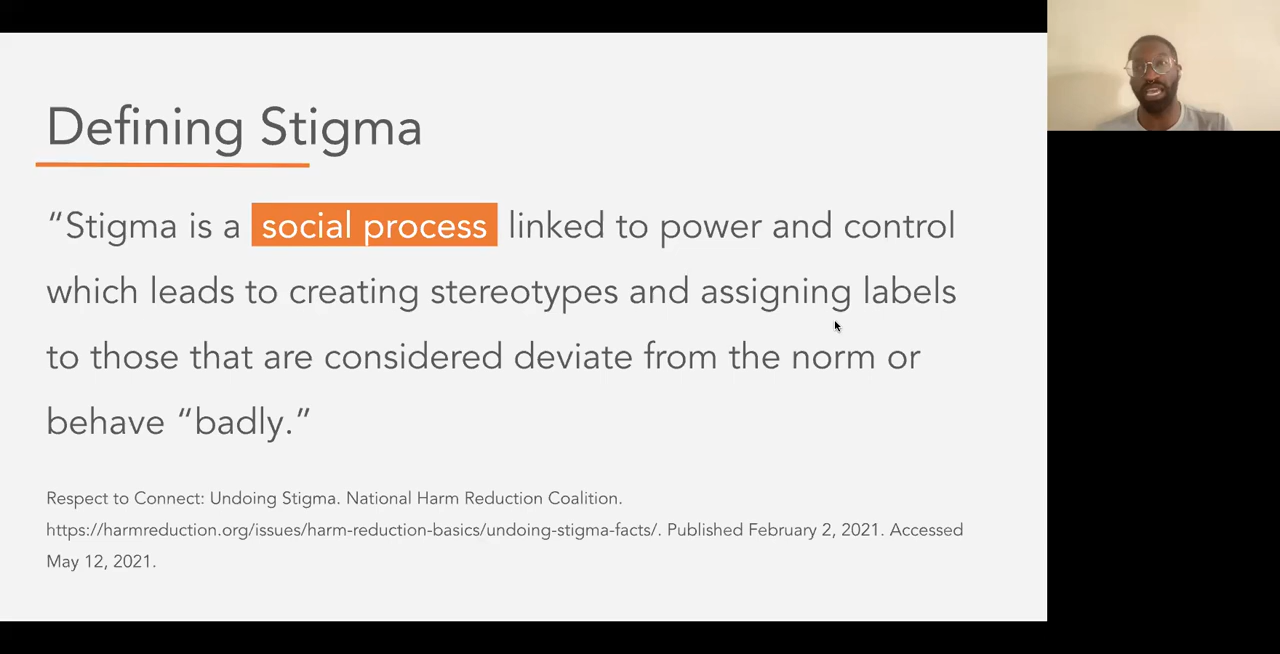 Defining Stigma
“Stigma is a social process linked to power and control
which leads to creating stereotypes and assigning labels
to those that are considered deviate from the norm or
behave “badly.”
Respect to Connect: Undoing Stigma. National Harm Reduction Coalition.
https://harmreduction.org/issues/harm-reduction-basics/undoing-stigma-facts/. Published February 2, 2021. Accessed
May 12, 2021.